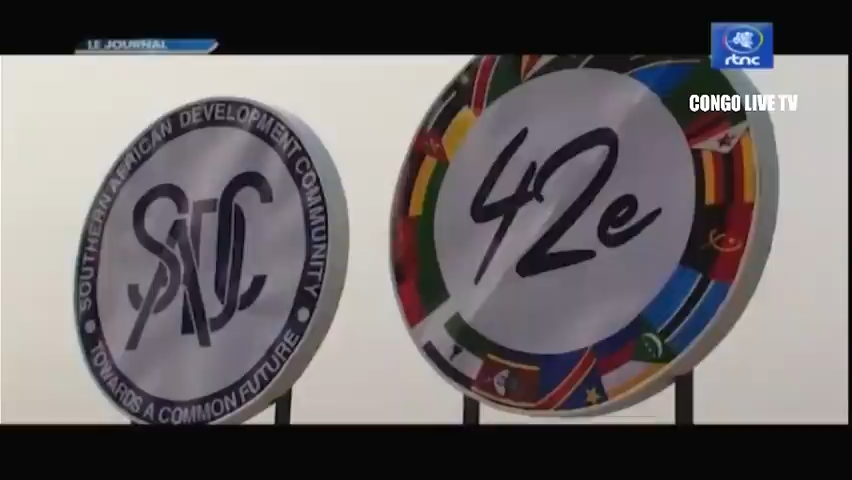 LE JOURNAL
rtnc
CONGO LIVE TV
SOUTHERN AFRICAN DEVELOPMENT COMMUNITY
SADC
TOWARDS A COMMON FUTURE
42e